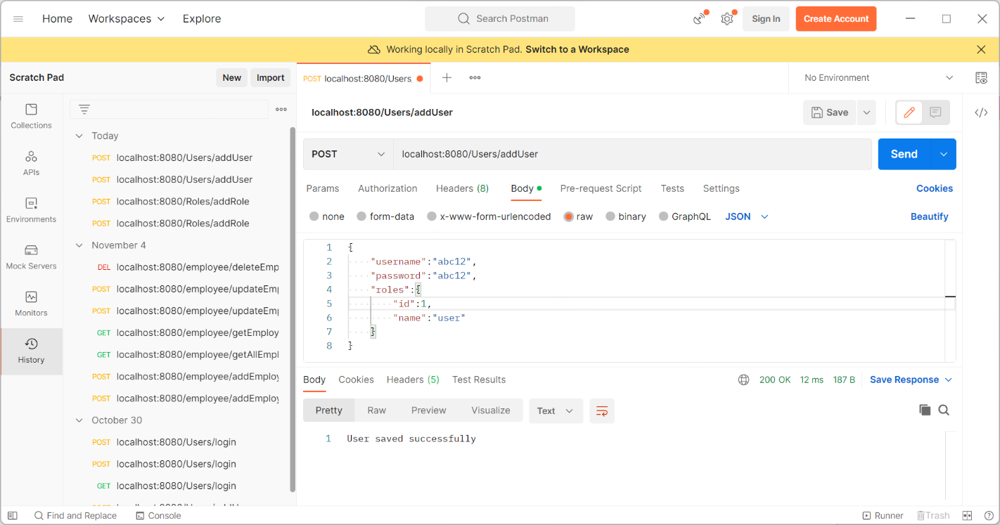 Home Workspaces Explore Search Postman Sign In Create Account
Working locally in Scratch Pad. Switch to a Workspace
Scratch Pad New Import
POST localhost:8080/Users
No Environment
Collections
APIs
Environments
Mock Servers
Monitors
History
Today
POST localhost:8080/Users/addUser
POST localhost:8080/Users/addUser
POST localhost:8080/Roles/addRole
POST localhost:8080/Roles/addRole
November 4
DEL localhost:8080/employee/deleteEmp
POST localhost:8080/employee/updateEmp
POST localhost:8080/employee/updateEmp
GET localhost:8080/employee/getEmploy
GET localhost:8080/employee/getAllEmpl
POST localhost:8080/employee/addEmploy
POST localhost:8080/employee/addEmploy
October 30
POST localhost:8080/Users/login
POST localhost:8080/Users/login
GET localhost:8080/Users/login
localhost:8080/Users/addUser Save
POST localhost:8080/Users/addUser Send
Params Authorization Headers (8) Body Pre-request Script Tests Settings Cookies
none form-data x-www-form-urlencoded raw binary GraphQL JSON Beautify
1 {
2 "username":"abc12",
3 "password":"abc12",
4 "roles":{
5 "id":1,
6 "name":"user"
7 }
8 }
Body Cookies Headers (5) Test Results 200 OK 12 ms 187 B Save Response
Pretty Raw Preview Visualize Text
1 User saved successfully
Find and Replace Console Runner Trash